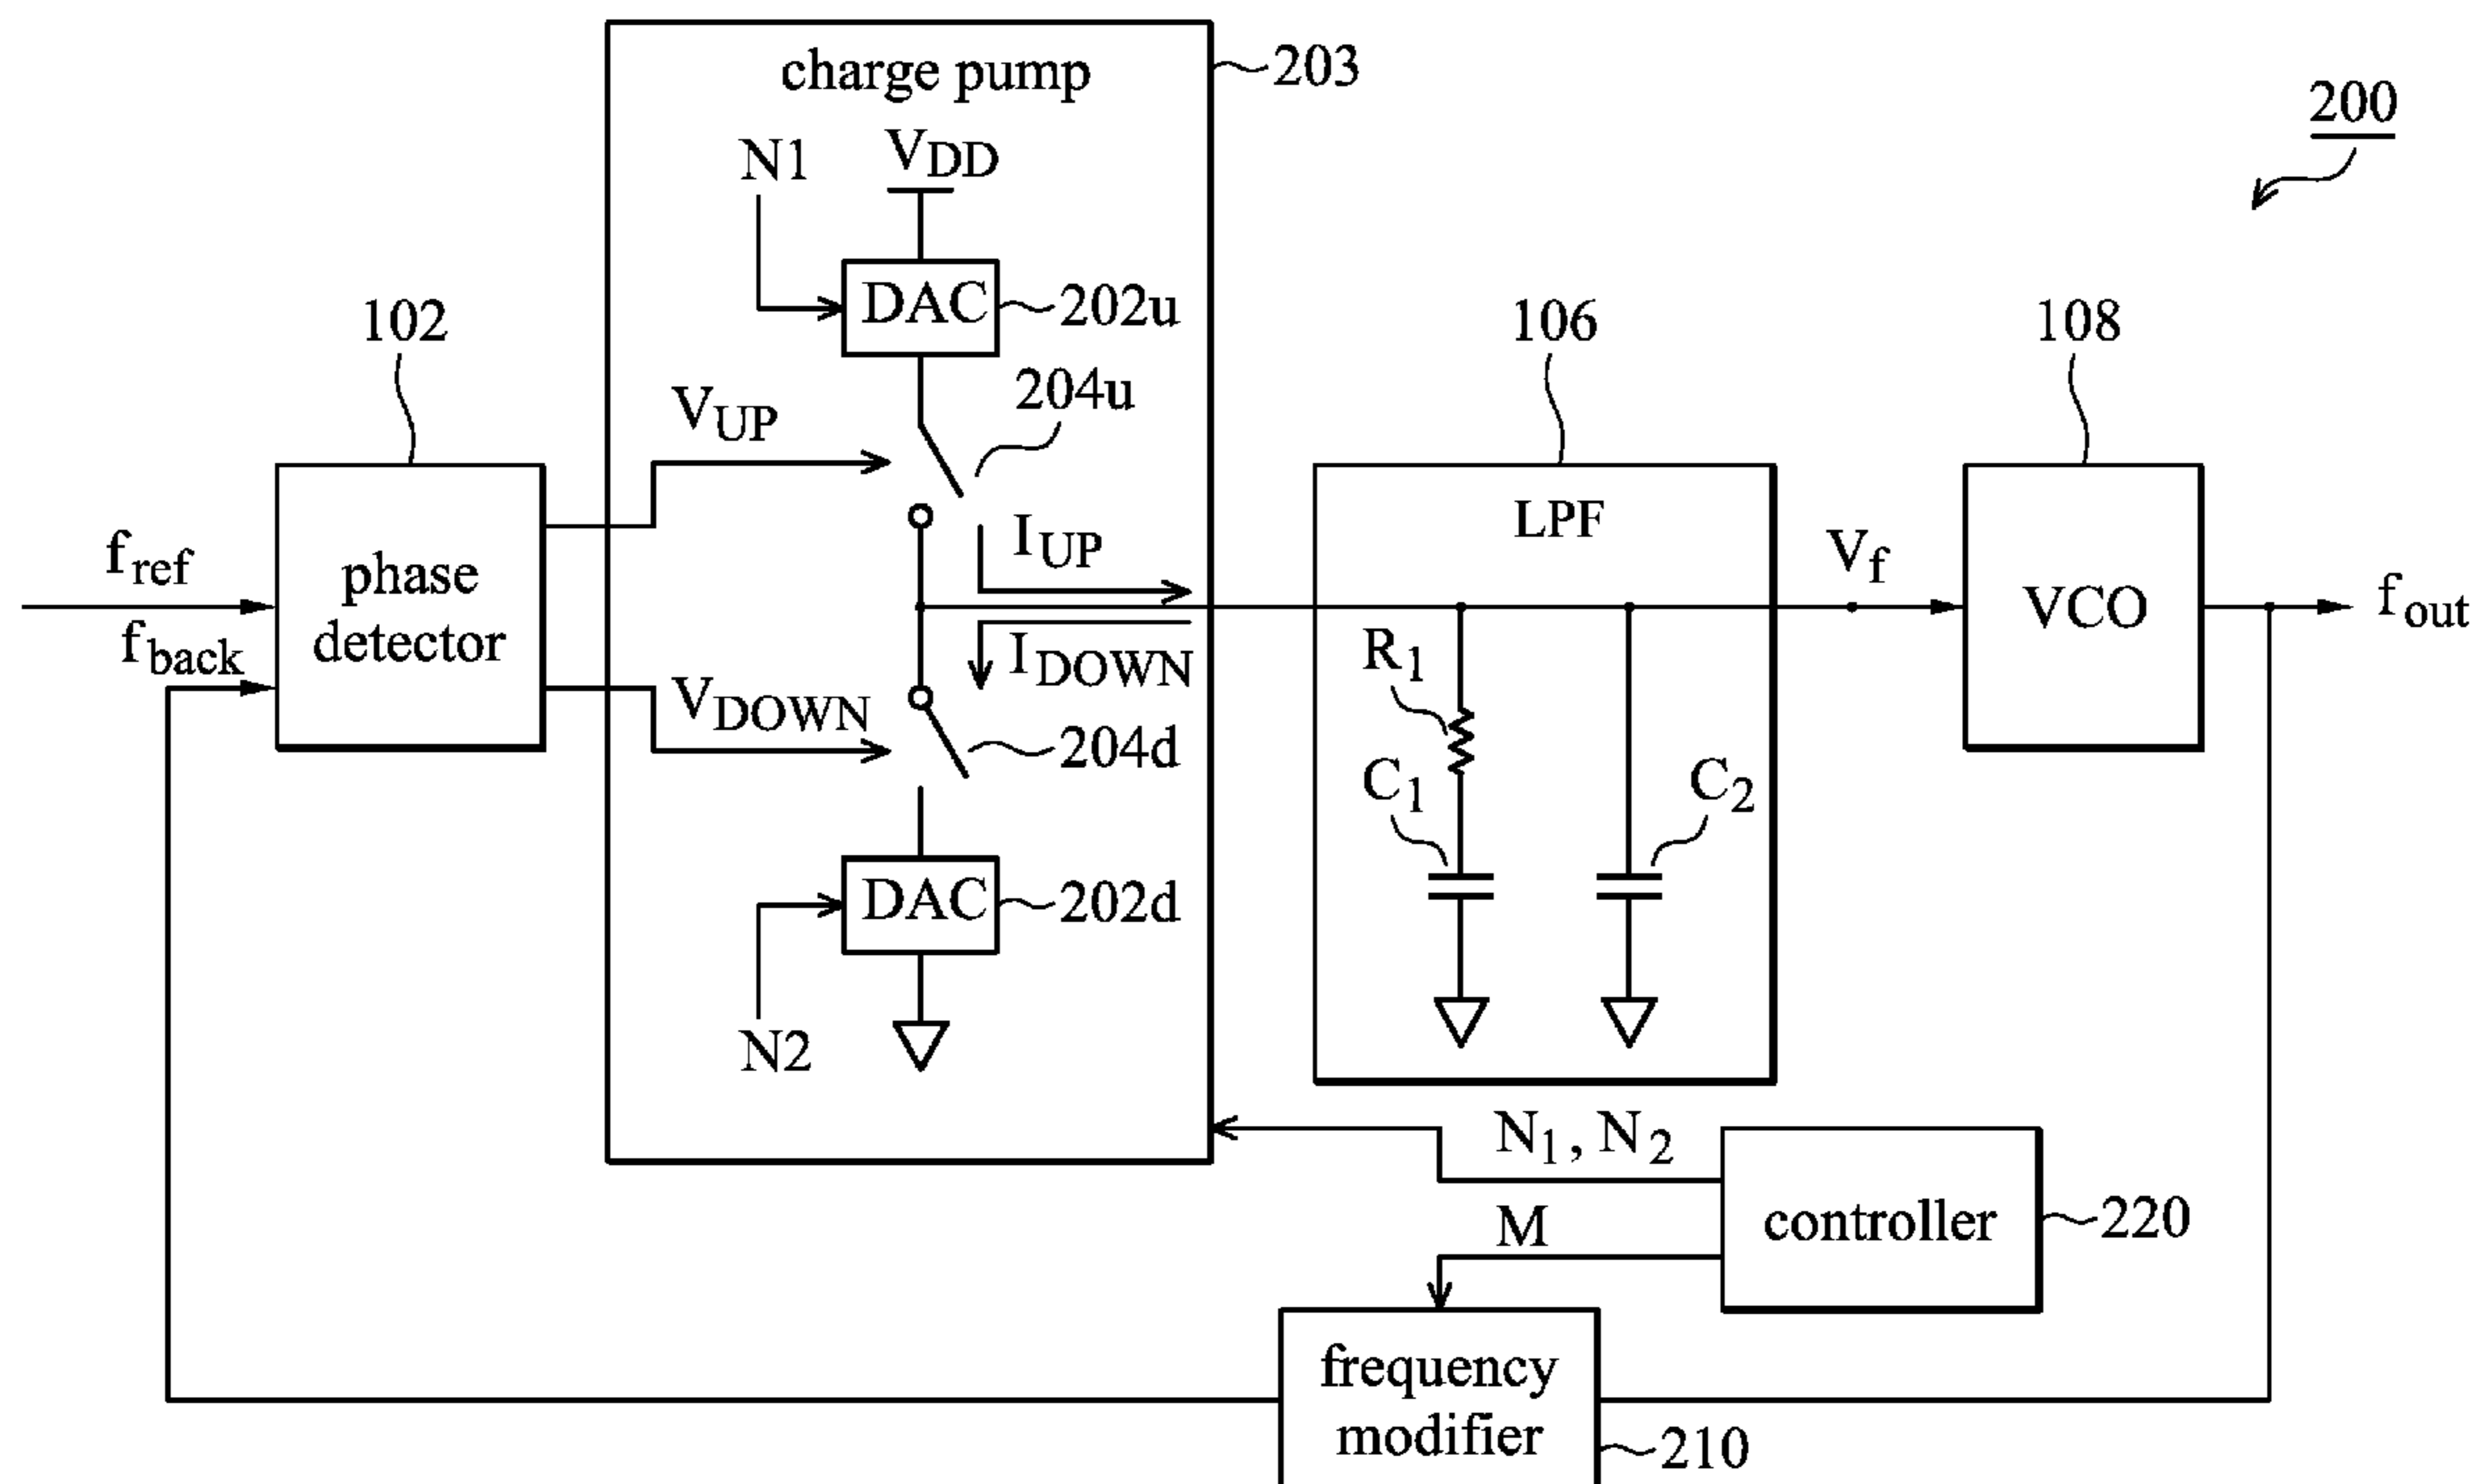 charge pump
203
200
N1
VDD
DAC
202u
102
106
108
204u
VUP
LPF
IUP
fref
phase
detector
fback
Vf
VCO
fout
R1
IDOWN
VDOWN
204d
C1
C2
DAC
202d
N2
N1, N2
M
controller
220
frequency
modifier
210